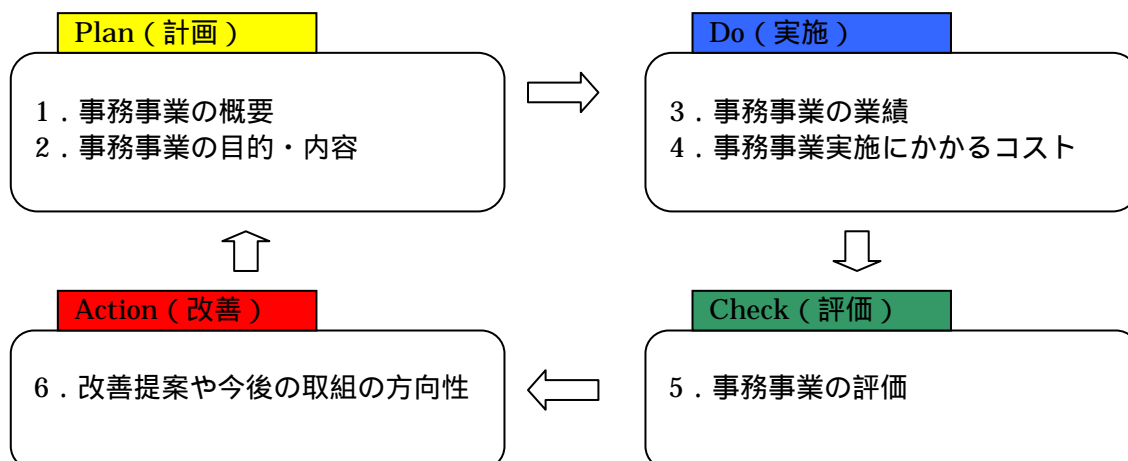 Plan（計画）
1．事務事業の概要
2．事務事業の目的・内容
Do（実施）
3．事務事業の業績
4．事務事業実施にかかるコスト
Action（改善）
6．改善提案や今後の取組の方向性
Check（評価）
5．事務事業の評価